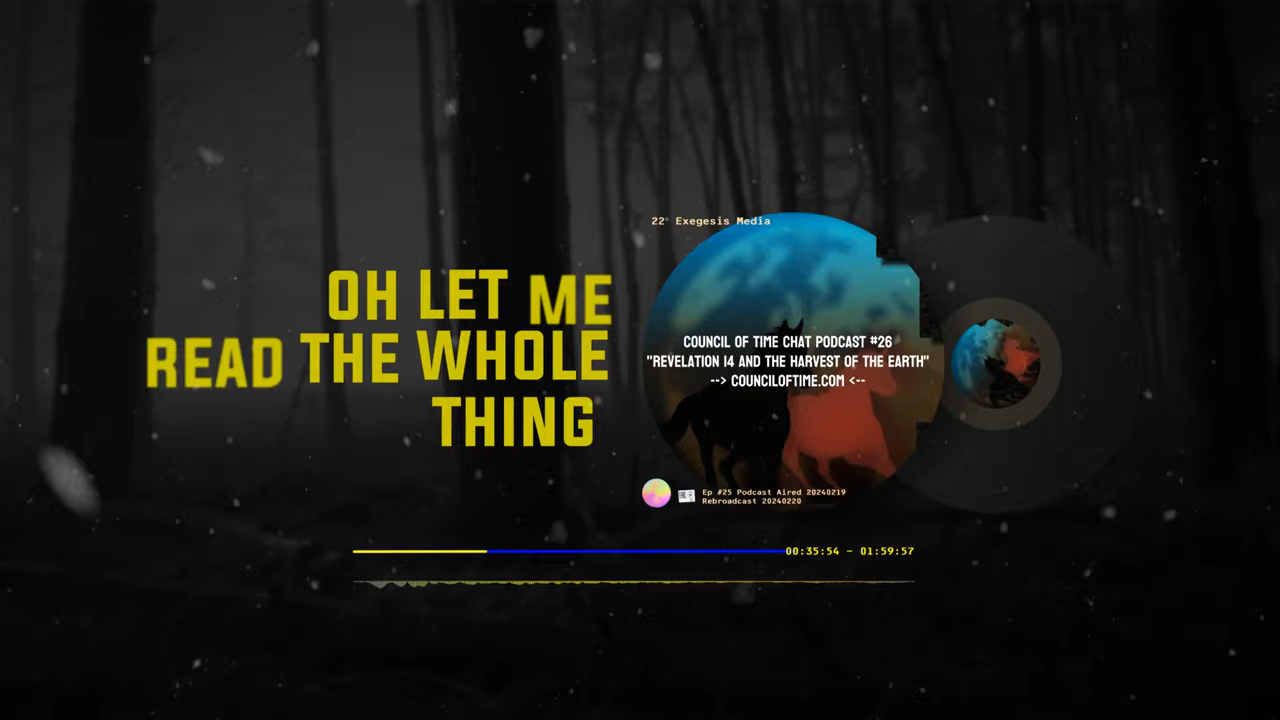 22° Exegesis Media
OH LET ME
READ THE WHOLE
THING
COUNCIL OF TIME CHAT PODCAST #26
"REVELATION 14 AND THE HARVEST OF THE EARTH"
--> COUNCILOFTIME.COM <--
Ep #25 Podcast Aired 20240219
Rebroadcast 20240220
00:35:54 - 01:59:57